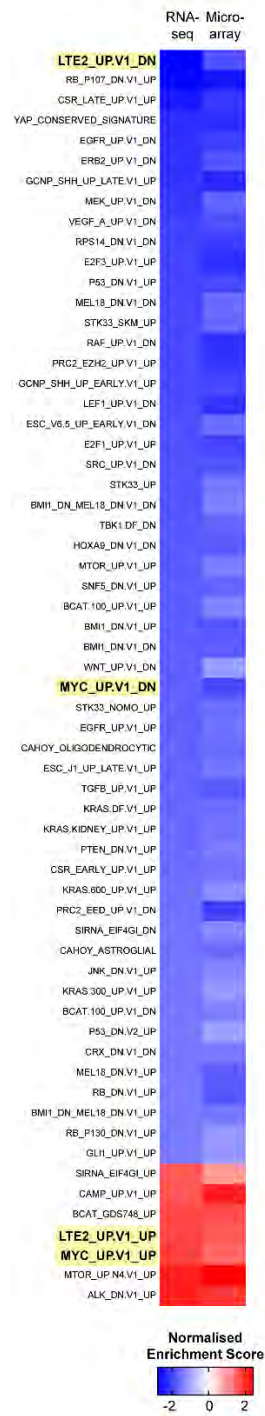 RNA- Micro-
seq array
LTE2_UP.V1_DN
RB_P107_DN.V1_UP
CSR_LATE_UP.V1_UP
YAP_CONSERVED_SIGNATURE
EGFR_UP.V1_DN
ERB2_UP.V1_DN
GCNP_SHH_UP_LATE.V1_UP
MEK_UP.V1_DN
VEGF_A_UP.V1_DN
RPS14_DN.V1_DN
E2F3_UP.V1_UP
P53_DN.V1_UP
MEL18_DN.V1_DN
STK33_SKM_UP
RAF_UP.V1_DN
PRC2_EZH2_UP.V1_UP
GCNP_SHH_UP_EARLY.V1_UP
LEF1_UP.V1_DN
ESC_V6.5_UP_EARLY.V1_DN
E2F1_UP.V1_UP
SRC_UP.V1_DN
STK33_UP
BMI1_DN_MEL18_DN.V1_DN
TBK1.DF_DN
HOXA9_DN.V1_DN
MTOR_UP.V1_UP
SNF5_DN.V1_UP
BCAT.100_UP.V1_UP
BMI1_DN.V1_UP
BMI1_DN.V1_DN
WNT_UP.V1_DN
MYC_UP.V1_DN
STK33_NOMO_UP
EGFR_UP.V1_UP
CAHOY_OLIGODENDROCYTIC
ESC_J1_UP_LATE.V1_UP
TGFB_UP.V1_UP
KRAS.DF.V1_UP
KRAS.KIDNEY_UP.V1_UP
PTEN_DN.V1_UP
CSR_EARLY_UP.V1_UP
KRAS.600_UP.V1_UP
PRC2_EED_UP.V1_DN
SIRNA_EIF4GI_DN
CAHOY_ASTROGLIAL
JNK_DN.V1_UP
KRAS.300_UP.V1_UP
BCAT.100_UP.V1_DN
P53_DN.V2_UP
CRX_DN.V1_DN
MEL18_DN.V1_UP
RB_DN.V1_UP
BMI1_DN_MEL18_DN.V1_UP
RB_P130_DN.V1_UP
GLI1_UP.V1_UP
SIRNA_EIF4GI_UP
CAMP_UP.V1_UP
BCAT_GDS748_UP
LTE2_UP.V1_UP
MYC_UP.V1_UP
MTOR_UP.N4.V1_UP
ALK_DN.V1_UP
Normalised
Enrichment Score
-2 0 2